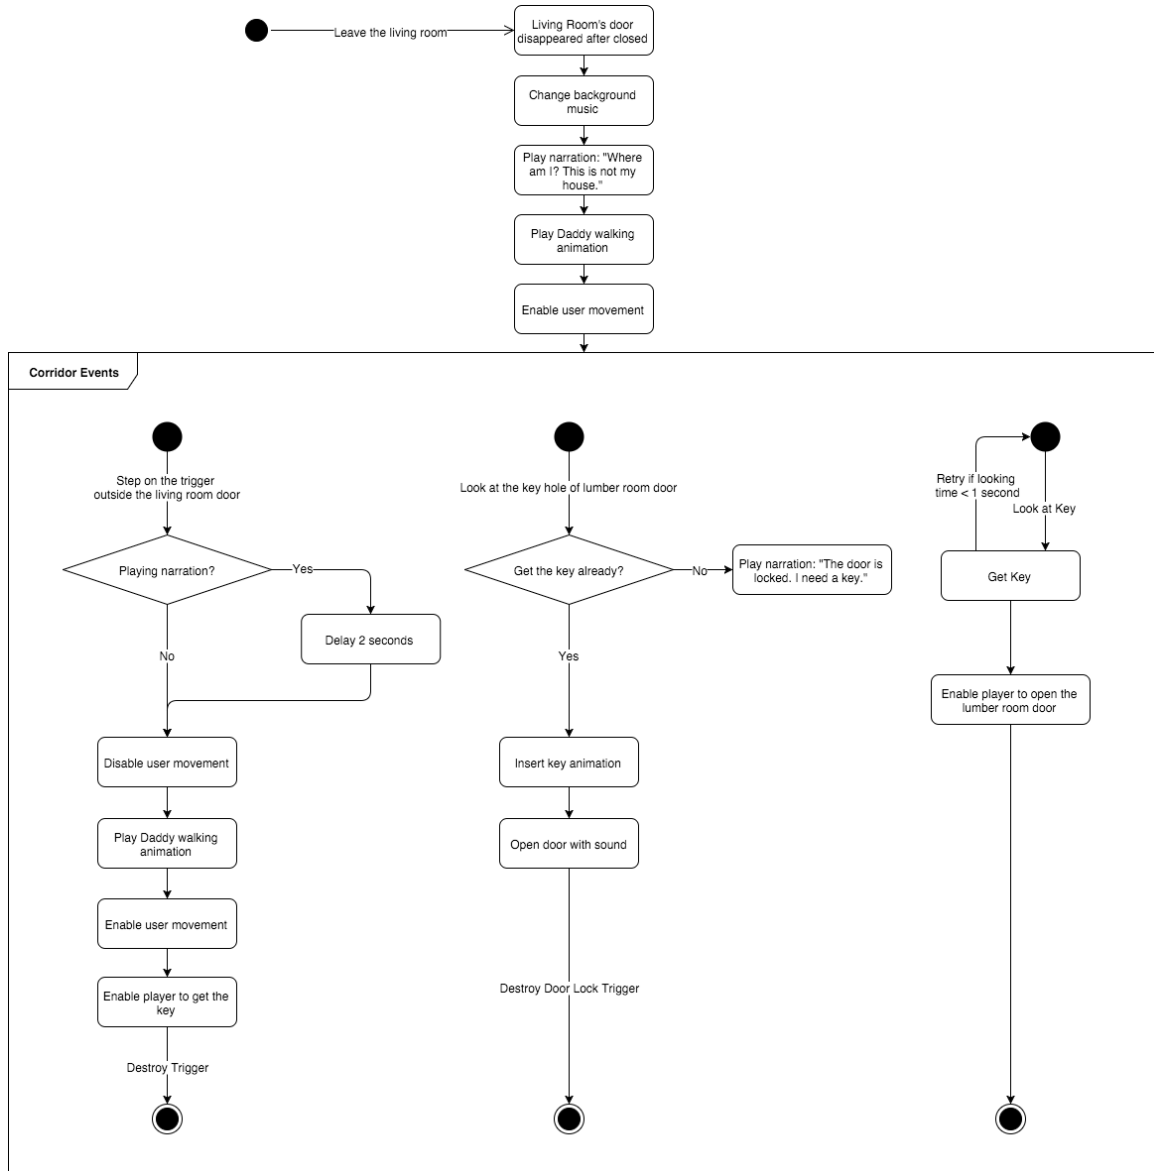 Leave the living room
Living Room's door
disappeared after closed
Change background
music
Play narration: "Where
am I? This is not my
house."
Play Daddy walking
animation
Enable user movement
Corridor Events
Step on the trigger
outside the living room door
Playing narration?
Yes
Delay 2 seconds
No
Disable user movement
Play Daddy walking
animation
Enable user movement
Enable player to get the
key
Destroy Trigger
Look at the key hole of lumber room door
Get the key already?
No
Play narration: "The door is
locked. I need a key."
Yes
Insert key animation
Open door with sound
Destroy Door Lock Trigger
Retry if looking
time < 1 second
Look at Key
Get Key
Enable player to open the
lumber room door